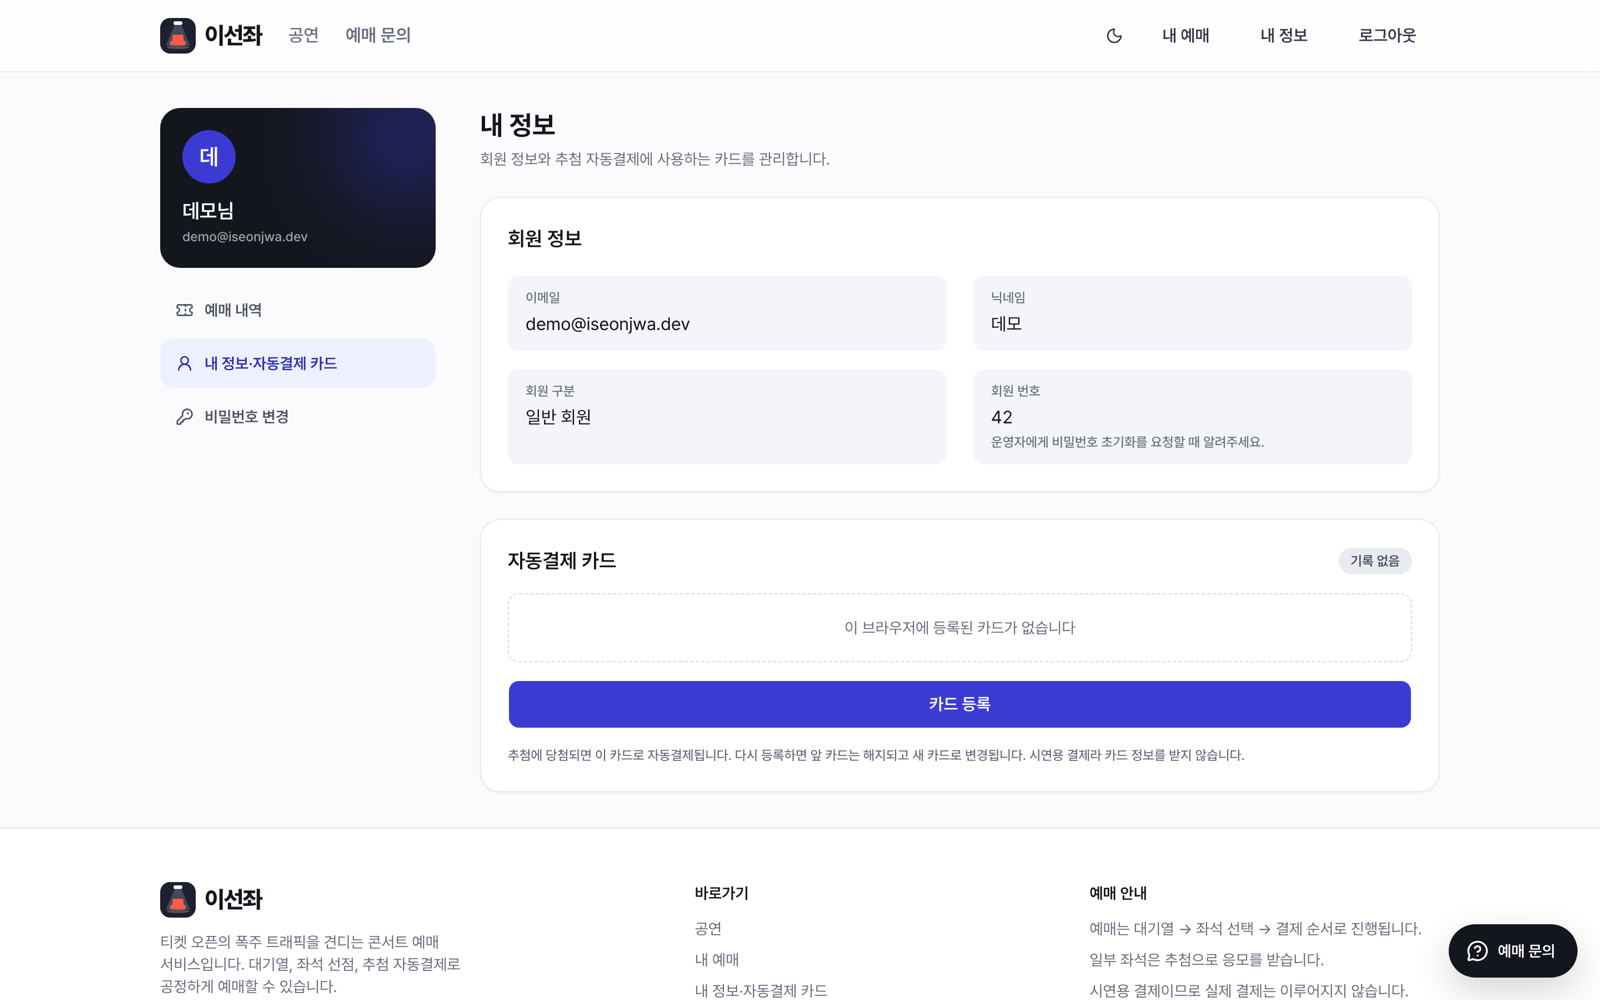 이선좌
공연
예매 문의
내 예매
내 정보
로그아웃
데
데모님
demo@iseonjwa.dev
예매 내역
내 정보·자동결제 카드
비밀번호 변경
내 정보
회원 정보와 추첨 자동결제에 사용하는 카드를 관리합니다.
회원 정보
이메일
demo@iseonjwa.dev
닉네임
데모
회원 구분
일반 회원
회원 번호
42
운영자에게 비밀번호 초기화를 요청할 때 알려주세요.
자동결제 카드
기록 없음
이 브라우저에 등록된 카드가 없습니다
카드 등록
추첨에 당첨되면 이 카드로 자동결제됩니다. 다시 등록하면 앞 카드는 해지되고 새 카드로 변경됩니다. 시연용 결제라 카드 정보를 받지 않습니다.
이선좌
티켓 오픈의 폭주 트래픽을 견디는 콘서트 예매
서비스입니다. 대기열, 좌석 선점, 추첨 자동결제로
공정하게 예매할 수 있습니다.
바로가기
공연
내 예매
내 정보·자동결제 카드
예매 안내
예매는 대기열 → 좌석 선택 → 결제 순서로 진행됩니다.
일부 좌석은 추첨으로 응모를 받습니다.
시연용 결제이므로 실제 결제는 이루어지지 않습니다.
예매 문의